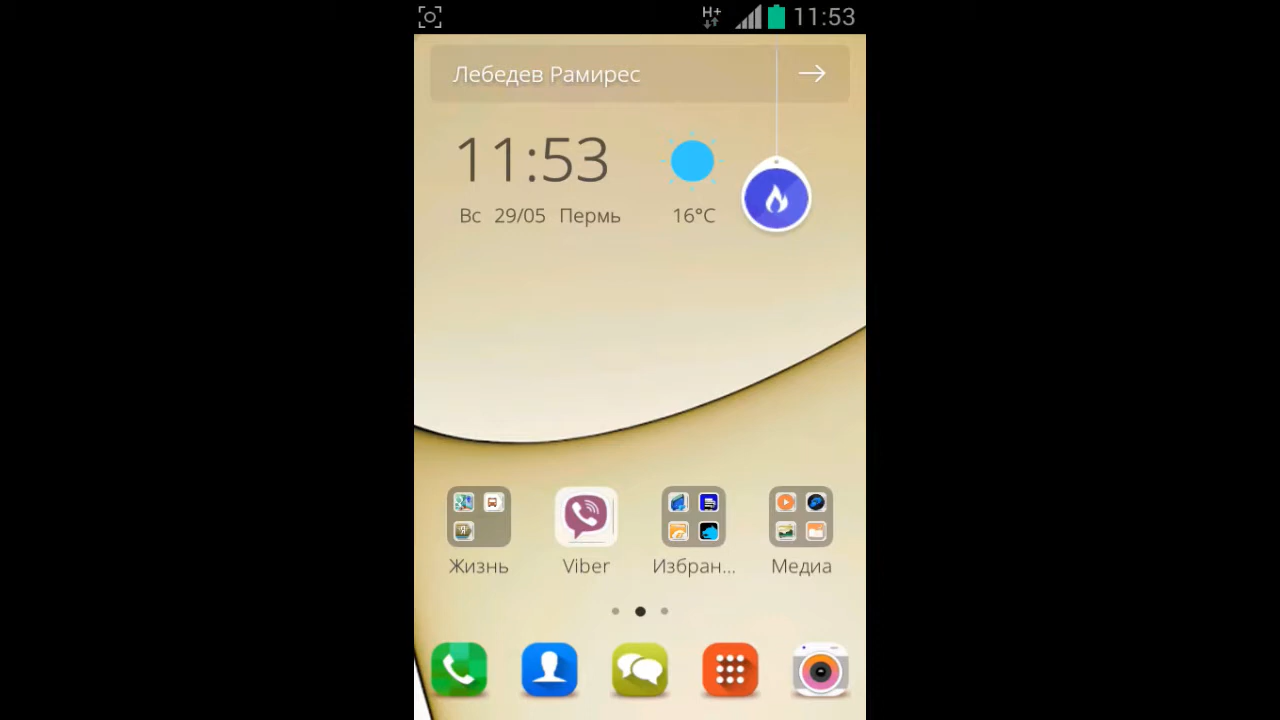 H+ 11:53
Лебедев Рамирес
11:53
Вс 29/05 Пермь 16°C
Жизнь Viber Избран... Медиа